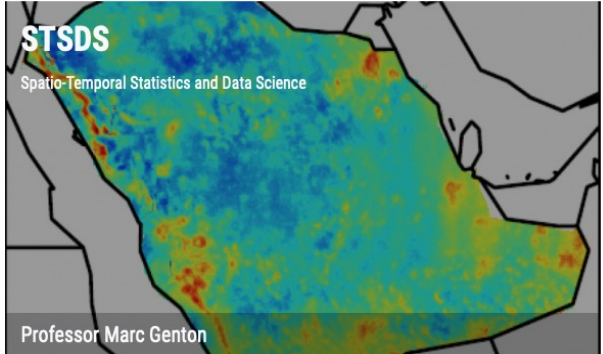 STSDS
Spatio-Temporal Statistics and Data Science
Professor Marc Genton